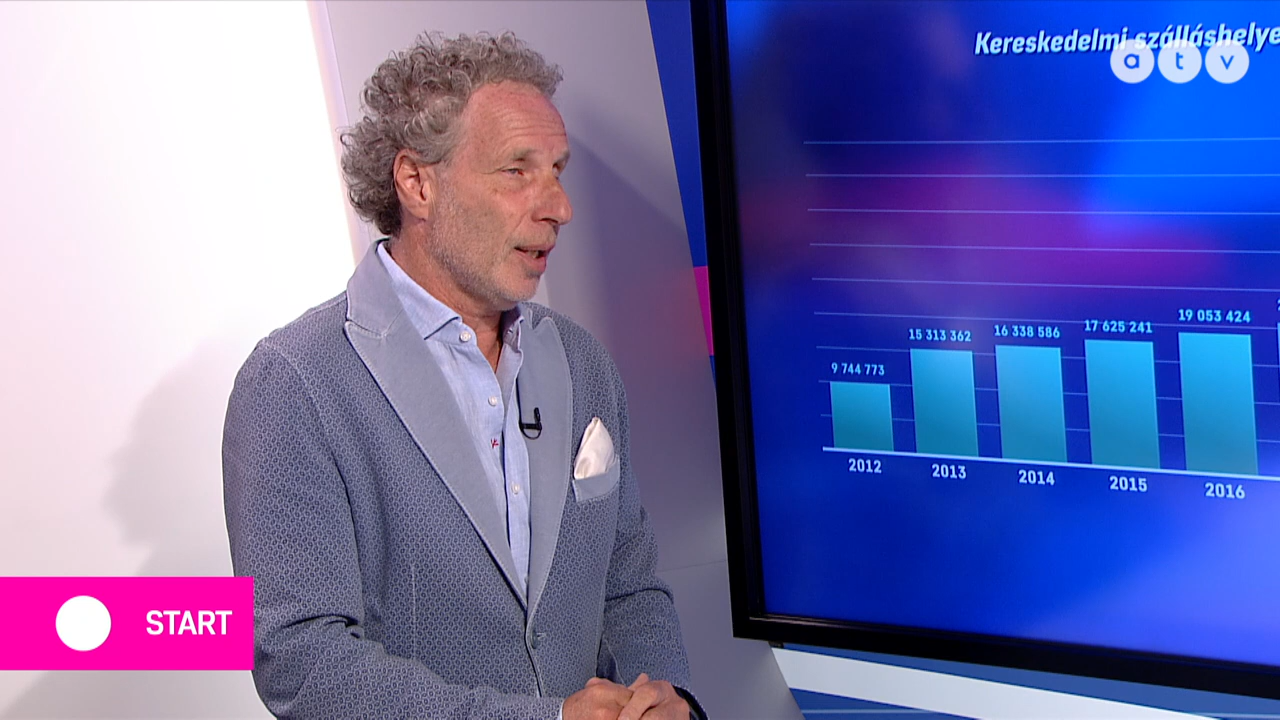 Kereskedelmi szálláshelye
atv
19 053 424
17 625 241
16 338 586
15 313 362
9 744 773
2012
2013
2014
2015
2016
START